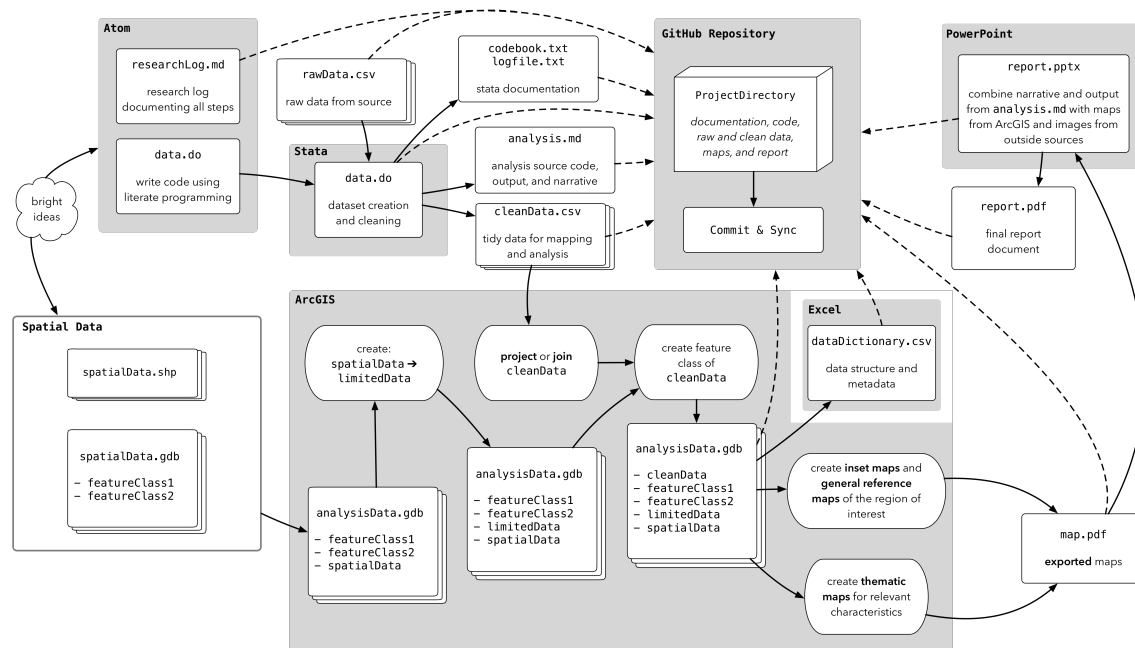 Atom
researchLog.md
research log
documenting all steps
data.do
write code using
literate programming
bright
ideas
rawData.csv
raw data from source
Stata
data.do
dataset creation
and cleaning
codebook.txt
logfile.txt
stata documentation
analysis.md
analysis source code,
output, and narrative
cleanData.csv
tidy data for mapping
and analysis
GitHub Repository
ProjectDirectory
documentation, code,
raw and clean data,
maps, and report
Commit & Sync
PowerPoint
report.pptx
combine narrative and output
from analysis.md with maps
from ArcGIS and images from
outside sources
report.pdf
final report
document
Spatial Data
spatialData.shp
spatialData.gdb
– featureClass1
– featureClass2
ArcGIS
create:
spatialData ➔
limitedData
analysisData.gdb
– featureClass1
– featureClass2
– spatialData
project or join
cleanData
analysisData.gdb
– featureClass1
– featureClass2
– limitedData
– spatialData
create feature
class of
cleanData
analysisData.gdb
– cleanData
– featureClass1
– featureClass2
– limitedData
– spatialData
Excel
dataDictionary.csv
data structure and
metadata
create inset maps and
general reference
maps of the region of
interest
create thematic
maps for relevant
characteristics
map.pdf
exported maps